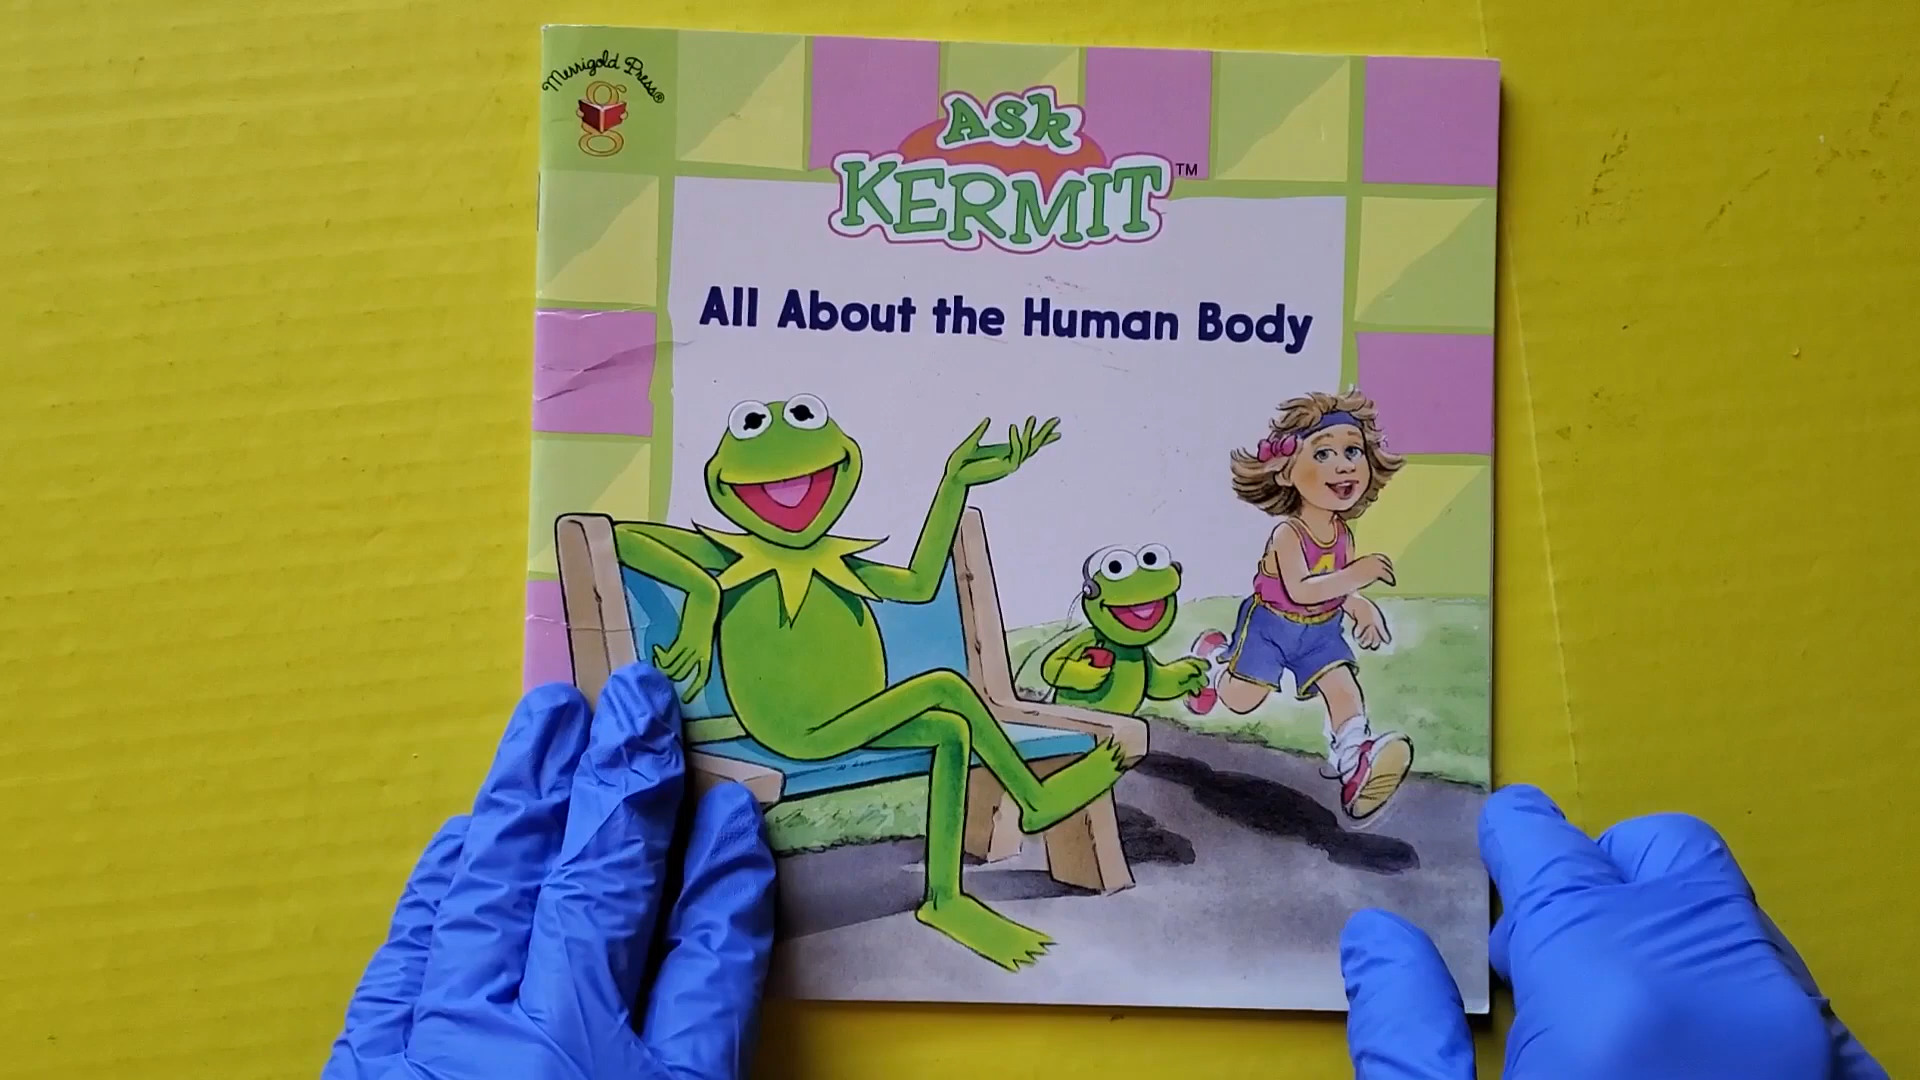 Merrigold Press®
g
Ask
KERMIT™
All About the Human Body
A